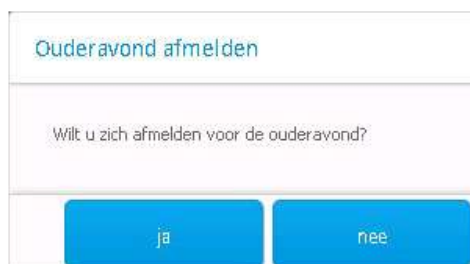 Ouderavond afmelden
Wilt u zich afmelden voor de ouderavond?
ja
nee